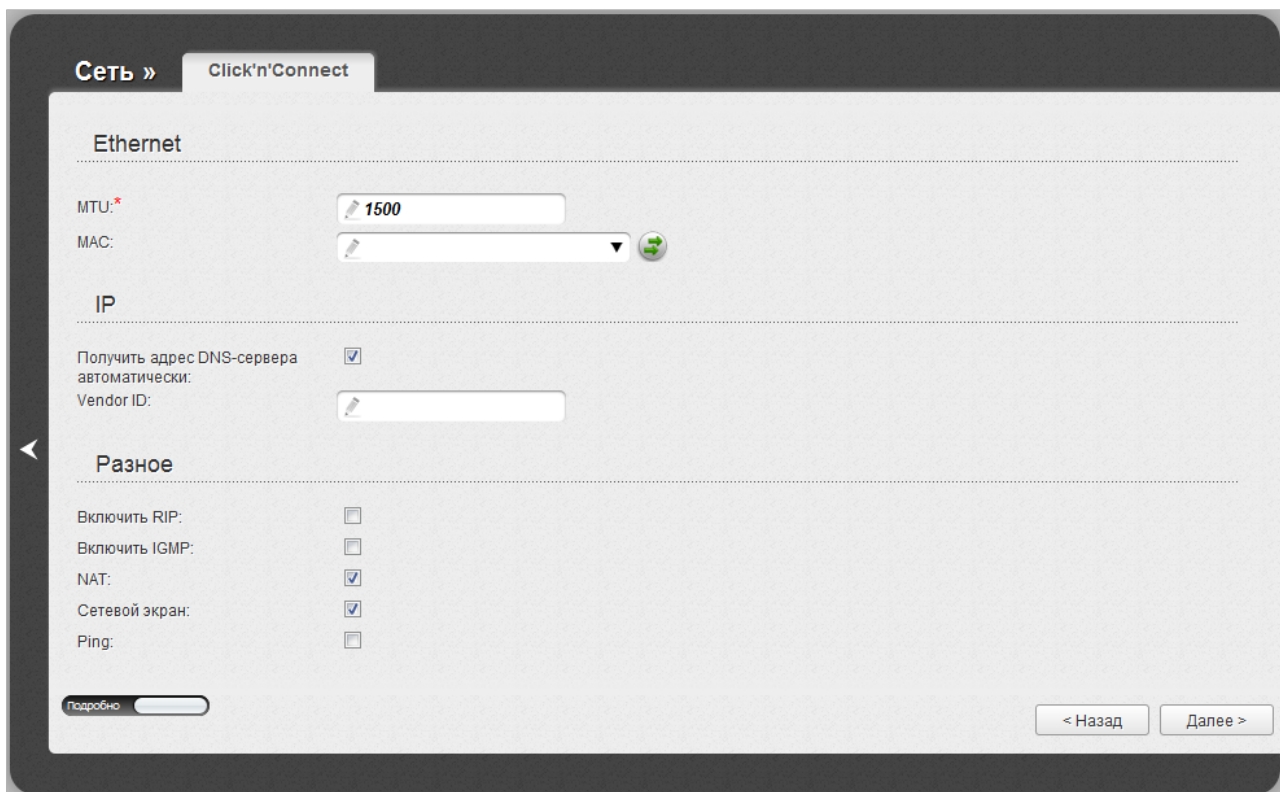 Сеть »
Click'n'Connect
Ethernet
MTU:*
1500
MAC:
IP
Получить адрес DNS-сервера
автоматически:
Vendor ID:
Разное
Включить RIP:
Включить IGMP:
NAT:
Сетевой экран:
Ping:
Подробно
< Назад
Далее >